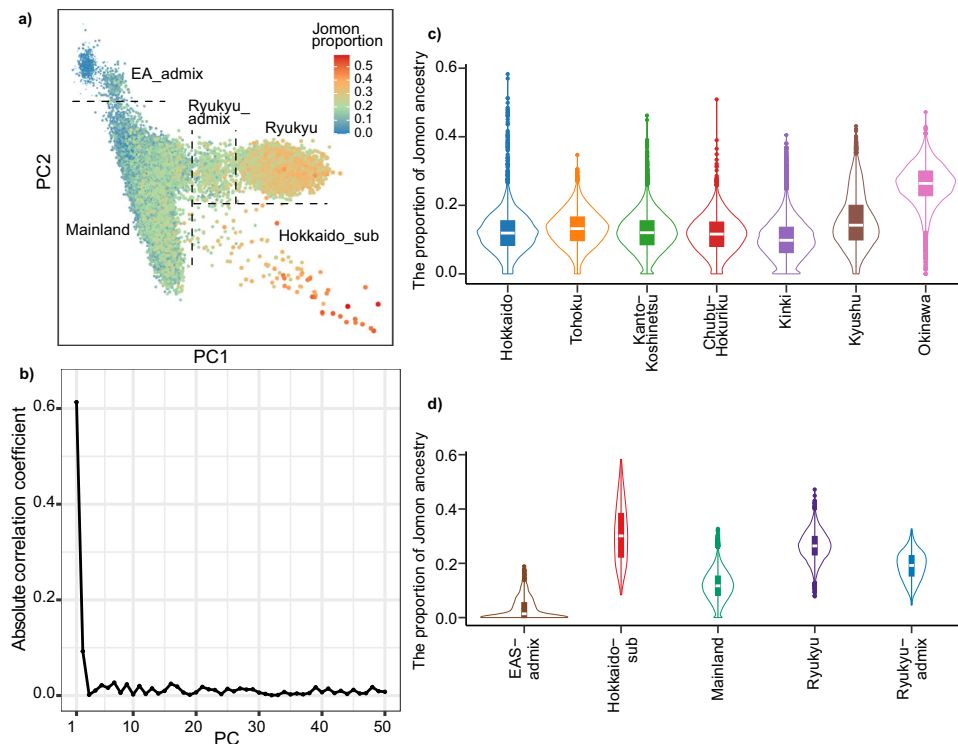 a)
Jomon
proportion
0.5
0.4
0.3
0.2
0.1
0.0
EA_admix
Ryukyu_
admix
Ryukyu
Mainland
Hokkaido_sub
PC2
PC1
b)
Absolute correlation coefficient
0.6
0.4
0.2
0.0
1
10
20
30
40
50
PC
c)
The proportion of Jomon ancestry
0.6
0.4
0.2
0.0
Hokkaido
Tohoku
Kanto-
Koshinetsu
Chubu-
Hokuriku
Kinki
Kyushu
Okinawa
d)
The proportion of Jomon ancestry
0.6
0.4
0.2
0.0
EAS-
admix
Hokkaido-
sub
Mainland
Ryukyu
Ryukyu-
admix